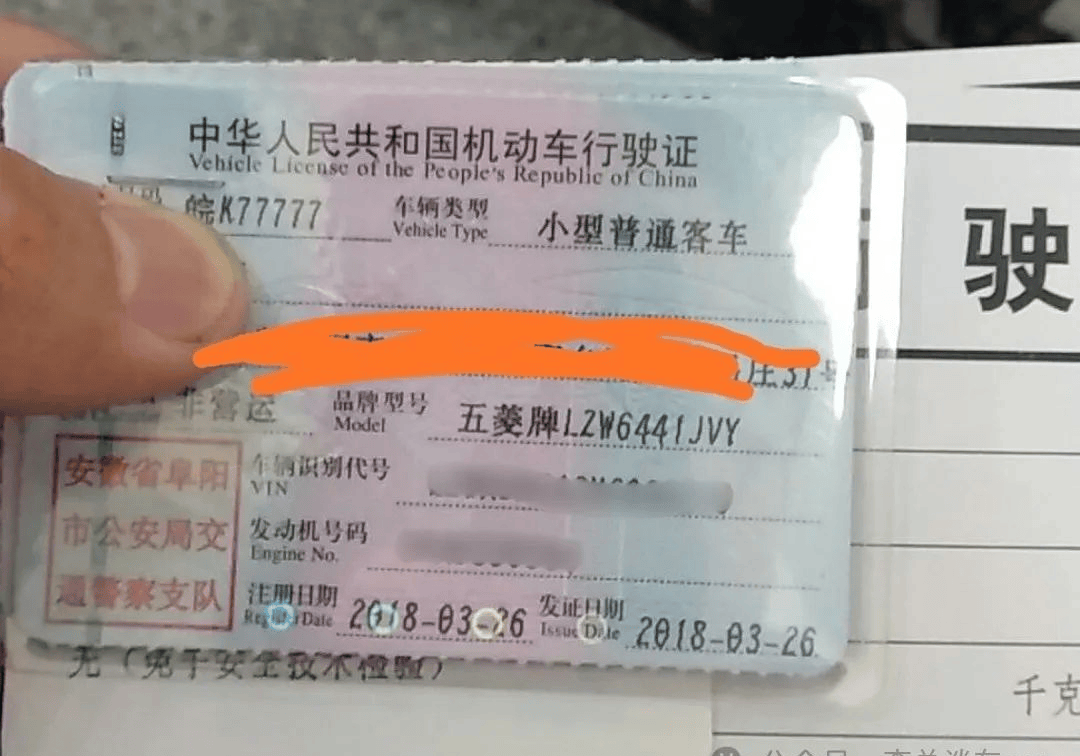 中华人民共和国机动车行驶证
Vehicle License of the People's Republic of China
皖K77777 车辆类型 小型普通客车
Vehicle Type
驶
庄31号
非营运 品牌型号 五菱牌LZW6441JVY
Model
安徽省阜阳
市公安局交
通警察支队
车辆识别代号
VIN
发动机号码
Engine No.
注册日期 2018-03-26 发证日期 2018-03-26
Register Date Issue Date
无（免于安全技术检验）
千克